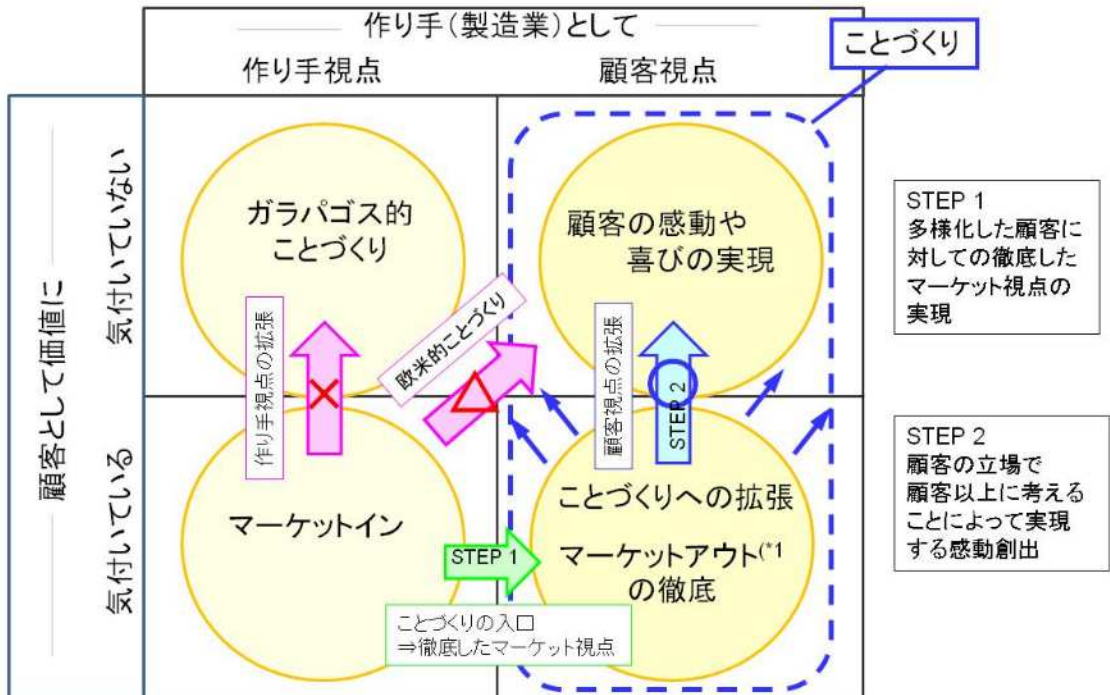 作り手(製造業)として
作り手視点
顧客視点
ことづくり
顧客として価値に
気付いていない
気付いている
ガラパゴス的
ことづくり
顧客の感動や
喜びの実現
作り手視点の拡張
欧米的ことづくり
顧客視点の拡張
STEP 2
マーケットイン
STEP 1
ことづくりへの拡張
マーケットアウト(*1
の徹底
ことづくりの入口
⇒徹底したマーケット視点
STEP 1
多様化した顧客に
対しての徹底した
マーケット視点の
実現
STEP 2
顧客の立場で
顧客以上に考える
ことによって実現
する感動創出